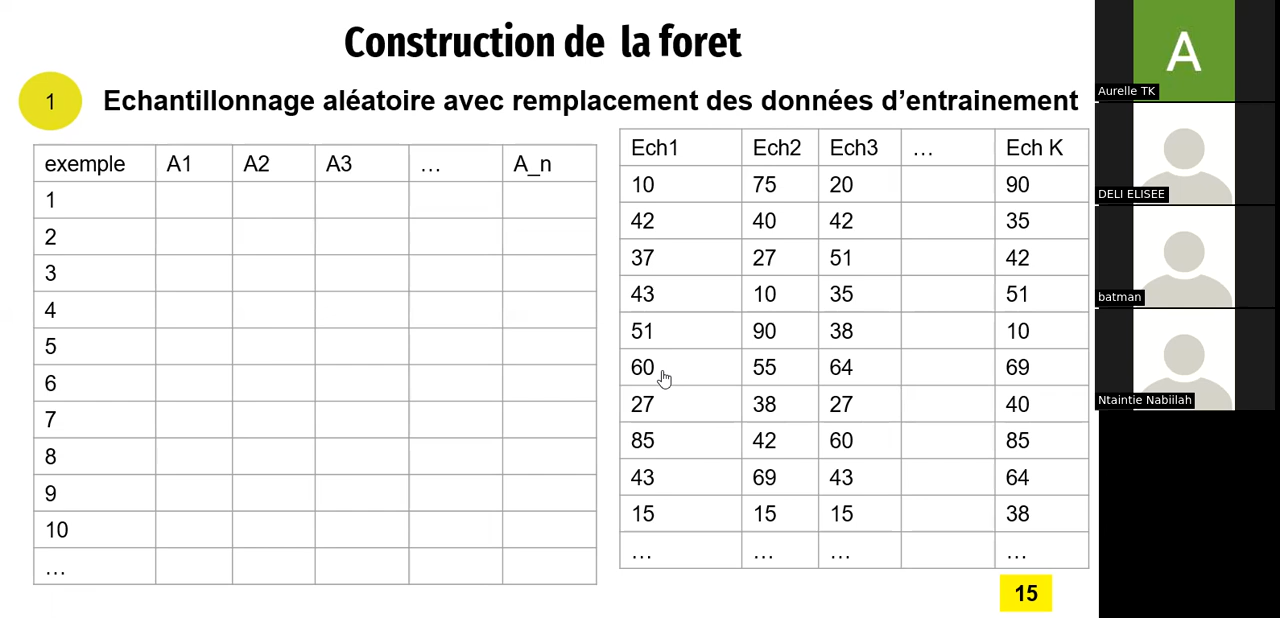 Construction de la foret
1
Echantillonnage aléatoire avec remplacement des données d’entrainement
exemple A1 A2 A3 … A_n
1
2
3
4
5
6
7
8
9
10
…
Ech1 Ech2 Ech3 … Ech K
10 75 20 90
42 40 42 35
37 27 51 42
43 10 35 51
51 90 38 10
60 55 64 69
27 38 27 40
85 42 60 85
43 69 43 64
15 15 15 38
… … … …
15
A
Aurelle TK
DELI ELISEE
batman
Ntaintie Nabiilah